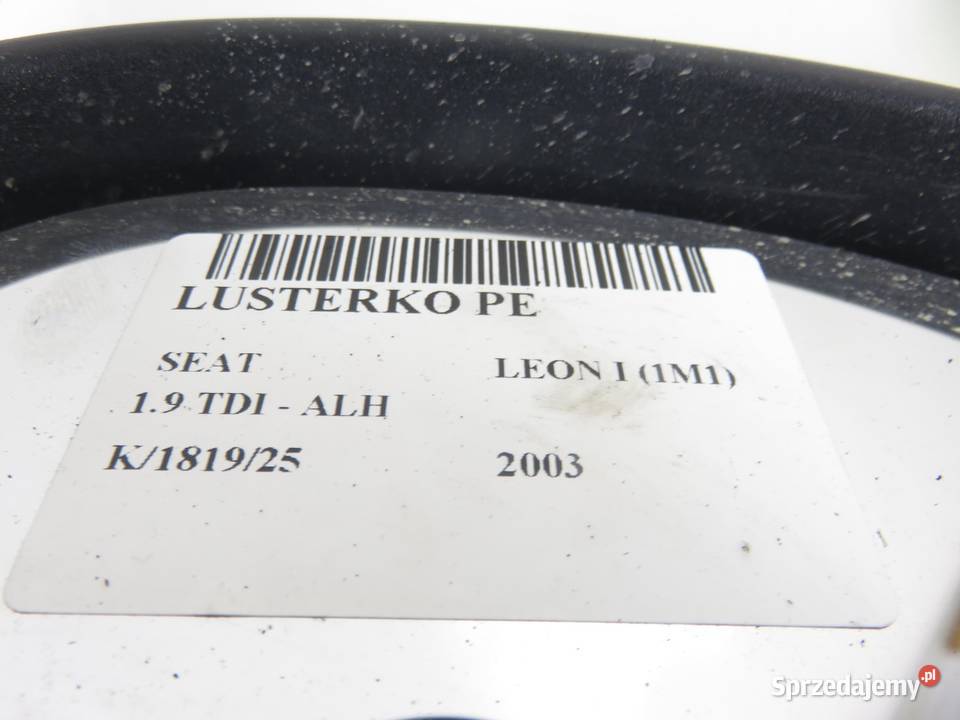 LUSTERKO PE
SEAT LEON I (1M1)
1.9 TDI - ALH
K/1819/25 2003
Sprzedajemy.pl